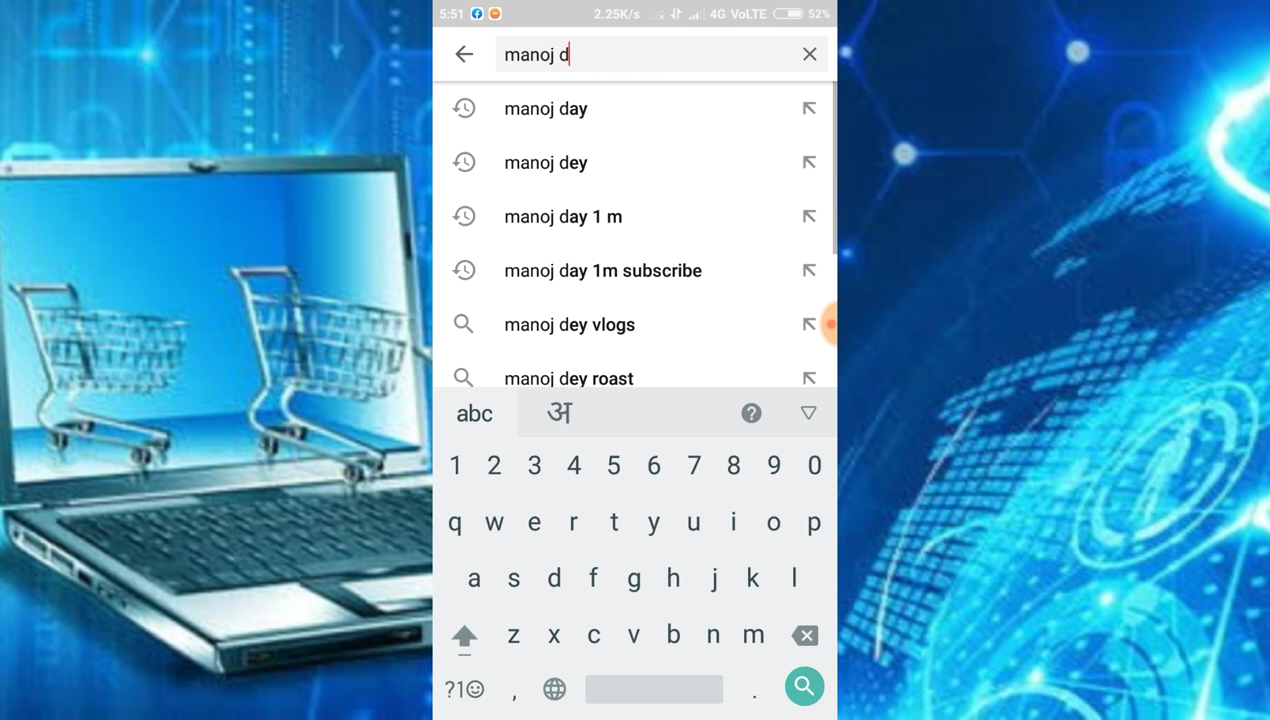 5:51 2.25K/s 4G VoLTE 52%
manoj d
manoj day
manoj dey
manoj day 1 m
manoj day 1m subscribe
manoj dey vlogs
manoj dey roast
abc अ ?
1 2 3 4 5 6 7 8 9 0
q w e r t y u i o p
a s d f g h j k l
z x c v b n m
?1☺ , .